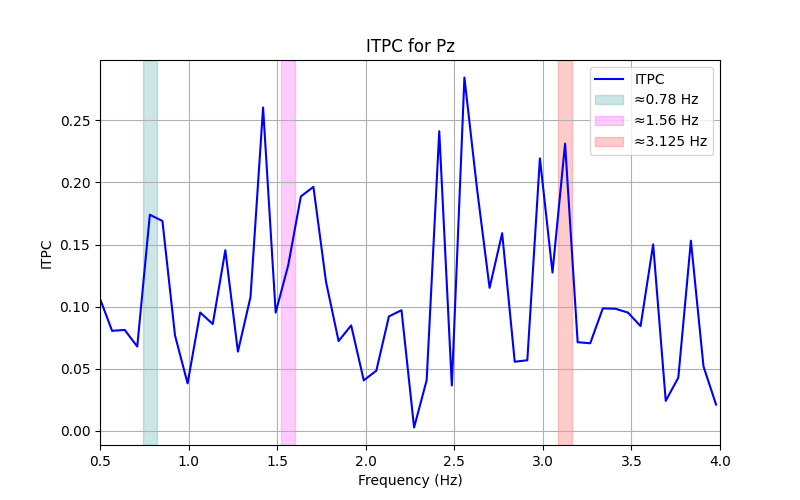 ITPC for Pz
ITPC
≈0.78 Hz
≈1.56 Hz
≈3.125 Hz
0.25
0.20
0.15
0.10
0.05
0.00
ITPC
0.5 1.0 1.5 2.0 2.5 3.0 3.5 4.0
Frequency (Hz)